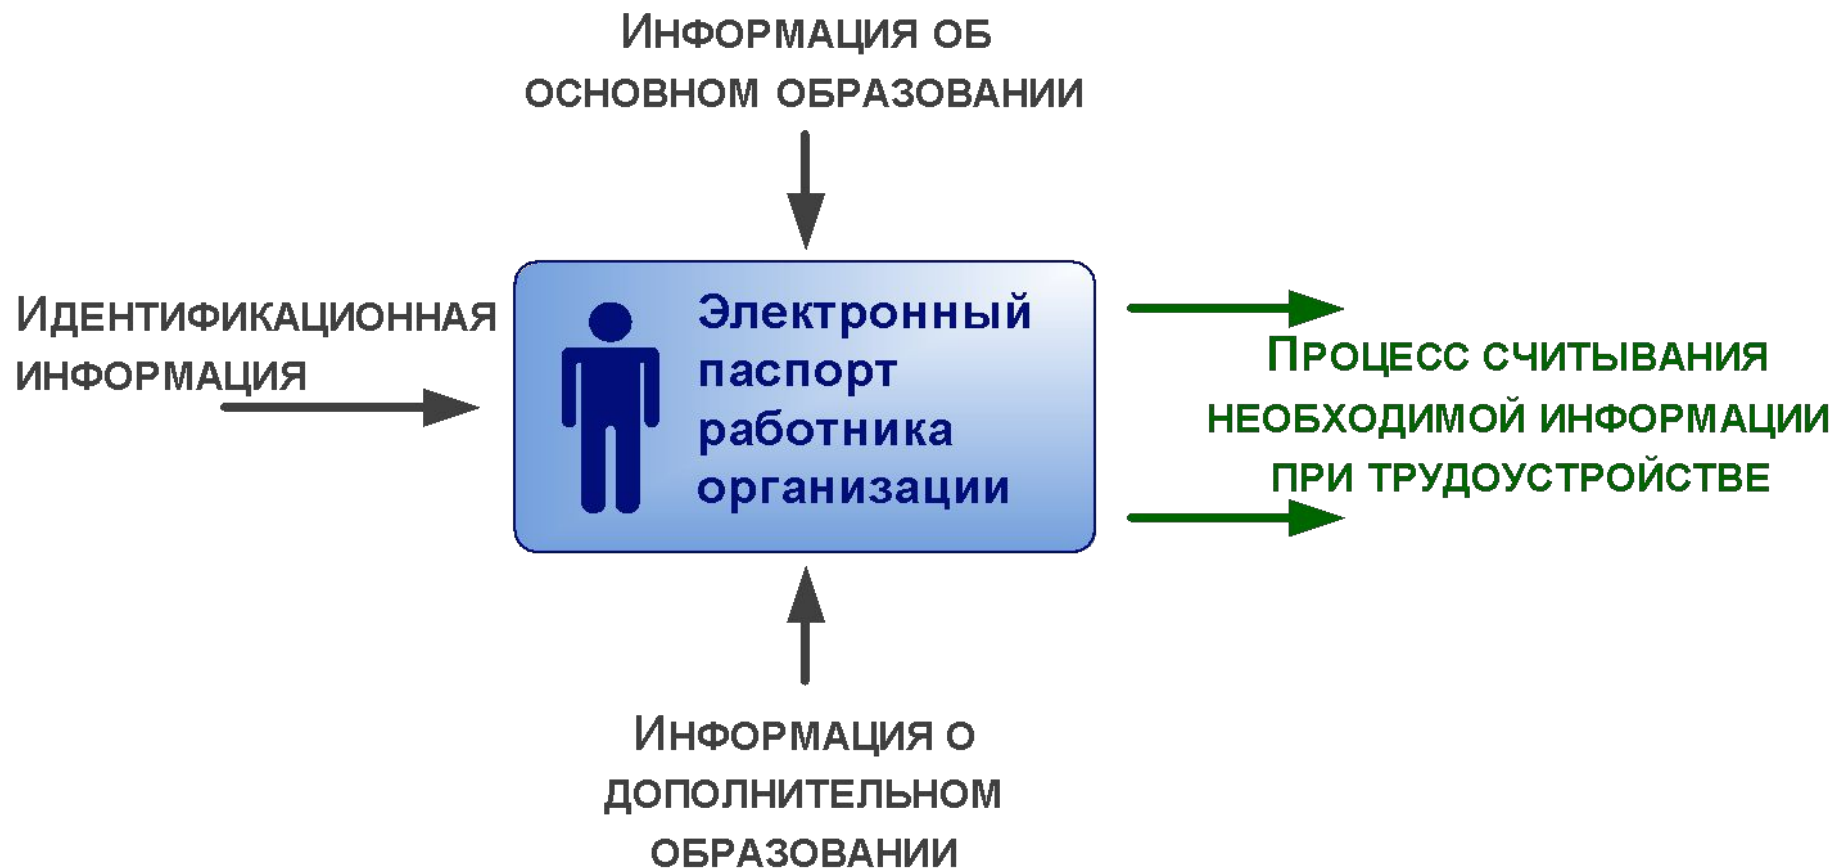 Информация об
основном образовании
Идентификационная
информация
Электронный
паспорт
работника
организации
Процесс считывания
необходимой информации
при трудоустройстве
Информация о
дополнительном
образовании